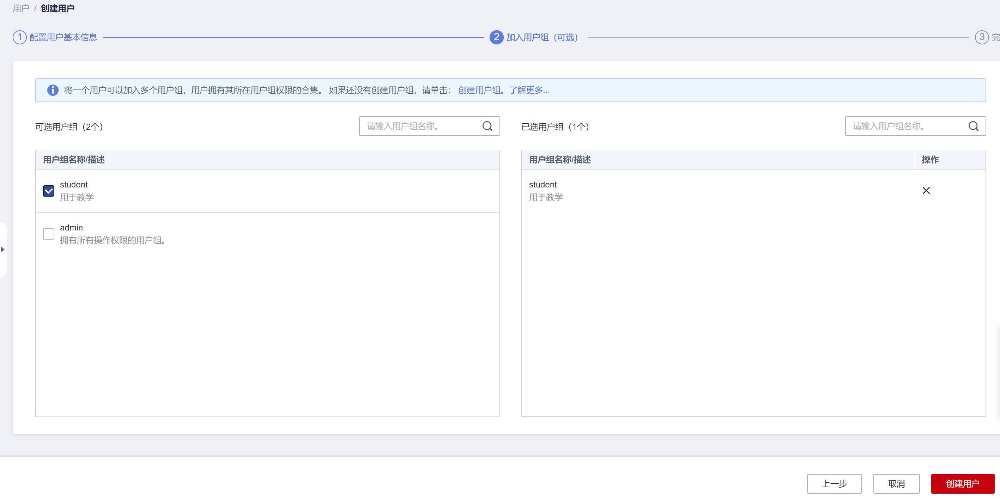 用户 / 创建用户
1 配置用户基本信息 2 加入用户组（可选） 3 完
将一个用户可以加入多个用户组，用户拥有其所在用户组权限的合集。 如果还没有创建用户组，请单击： 创建用户组。了解更多...
可选用户组（2个） 请输入用户组名称。
已选用户组（1个） 请输入用户组名称。
用户组名称/描述
student
用于教学
admin
拥有所有操作权限的用户组。
用户组名称/描述 操作
student
用于教学
上一步 取消 创建用户